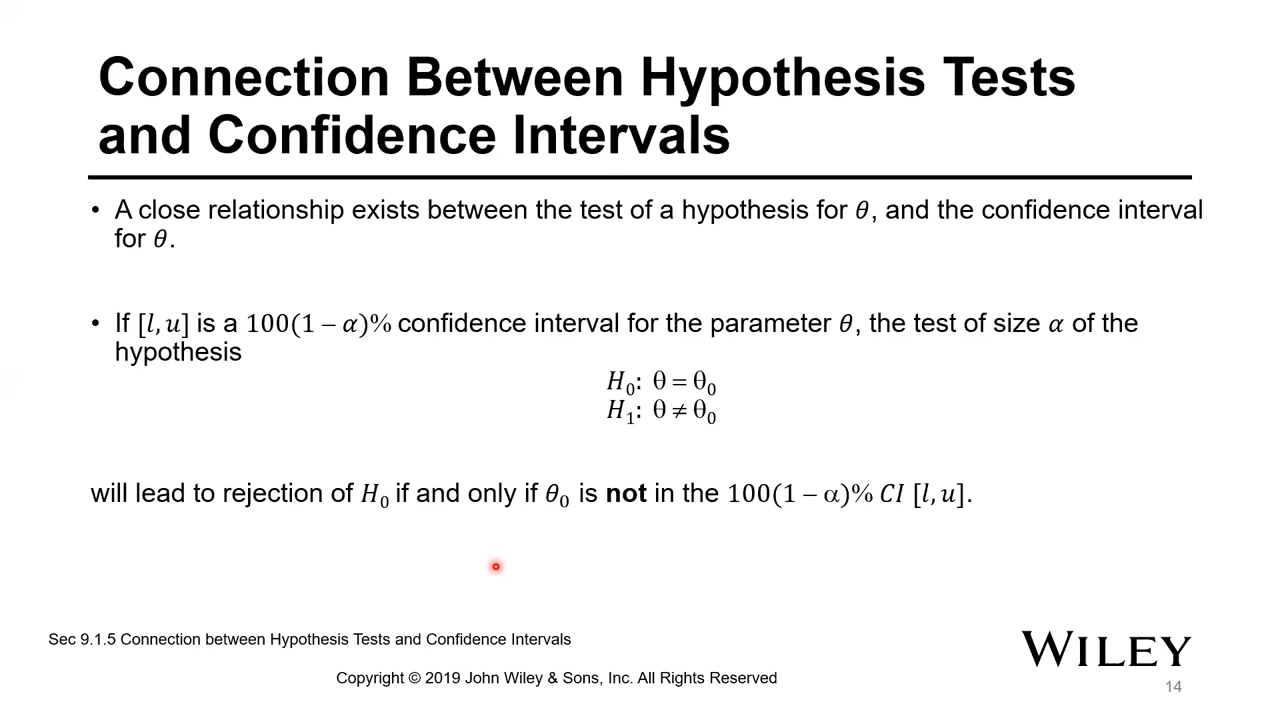 Connection Between Hypothesis Tests
and Confidence Intervals
• A close relationship exists between the test of a hypothesis for θ, and the confidence interval
for θ.
• If [l, u] is a 100(1 – α)% confidence interval for the parameter θ, the test of size α of the
hypothesis
H₀: θ = θ₀
H₁: θ ≠ θ₀
will lead to rejection of H₀ if and only if θ₀ is not in the 100(1 – α)% CI [l, u].
Sec 9.1.5 Connection between Hypothesis Tests and Confidence Intervals
WILEY
Copyright © 2019 John Wiley & Sons, Inc. All Rights Reserved
14